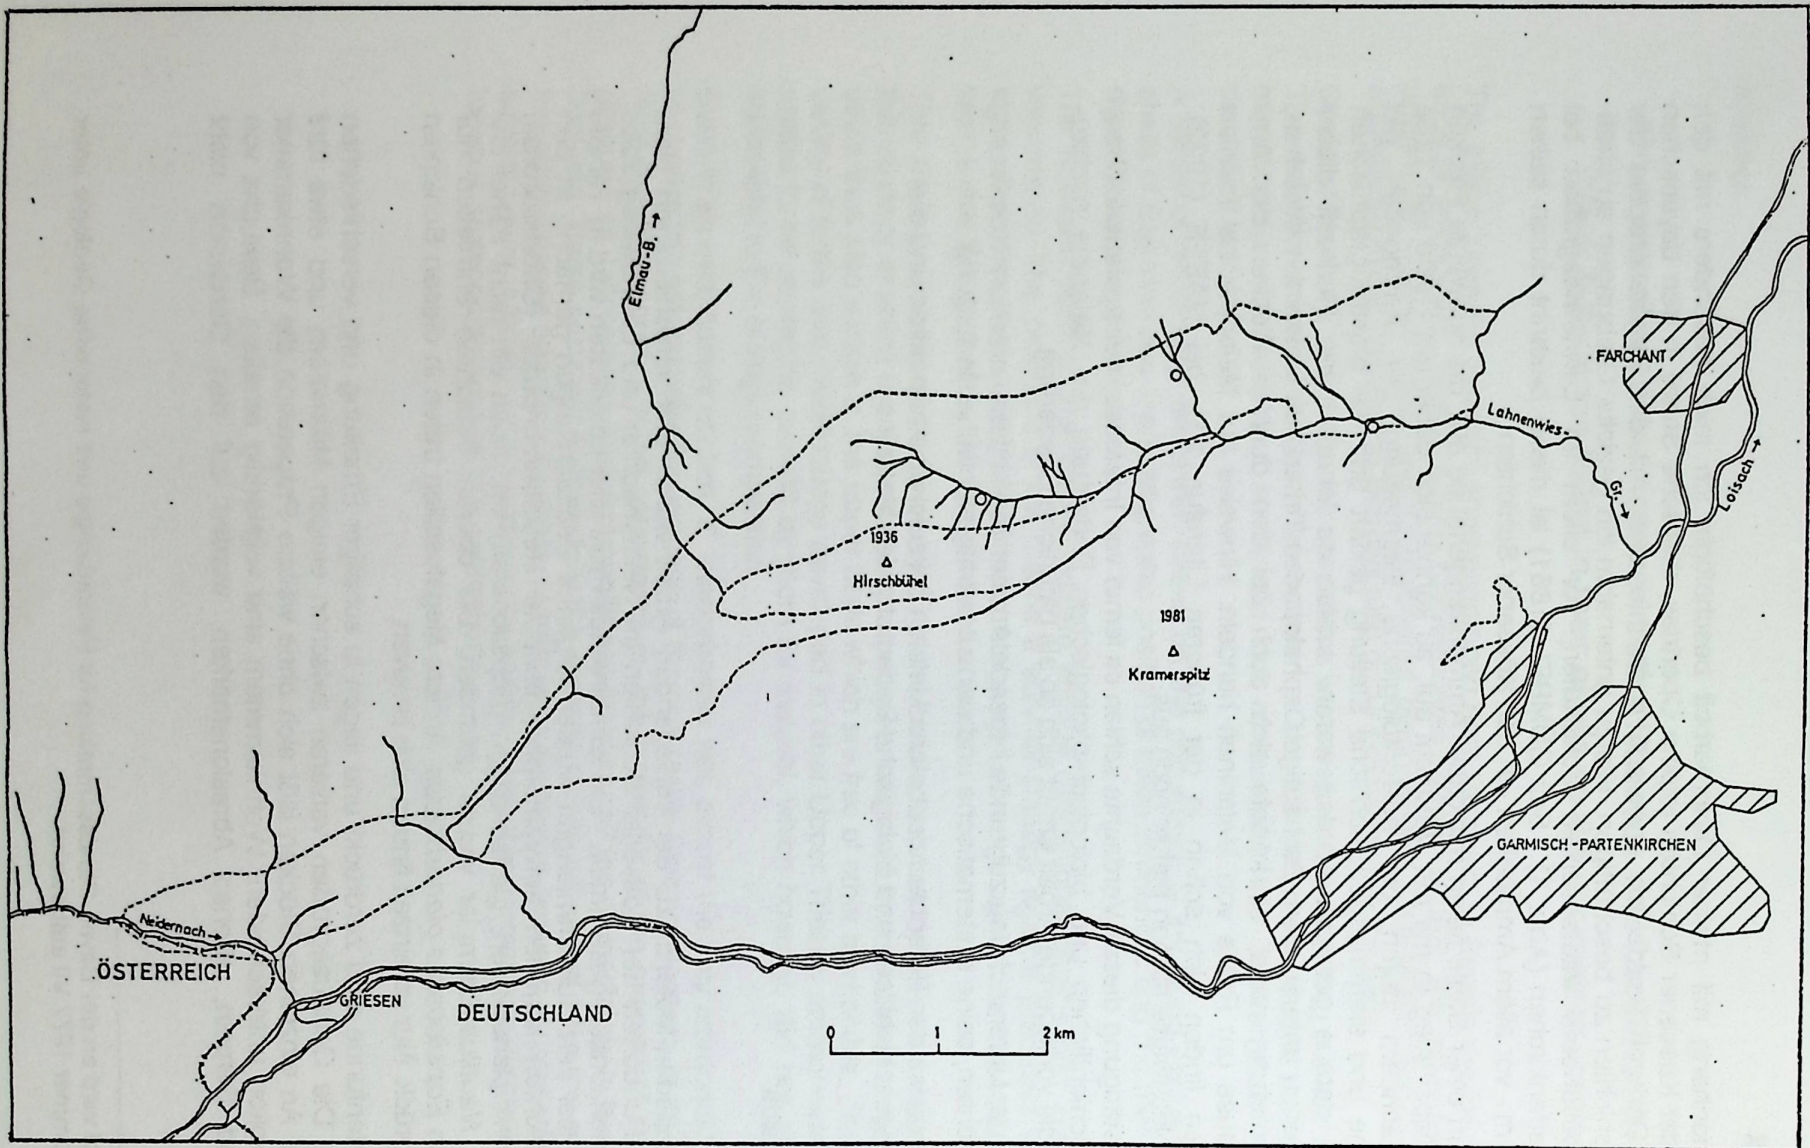 Elmau-B. →
FARCHANT
Lahnenwies-
Gr. →
Loisach →
1936
Hirschbühel
1981
Kramerspitz
GARMISCH-PARTENKIRCHEN
Neidernach →
ÖSTERREICH
GRIESEN
DEUTSCHLAND
0 1 2 km